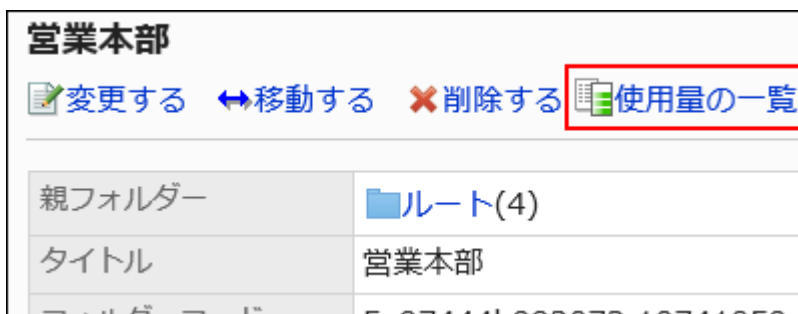 営業本部
変更する 移動する 削除する 使用量の一覧
親フォルダー ルート(4)
タイトル 営業本部